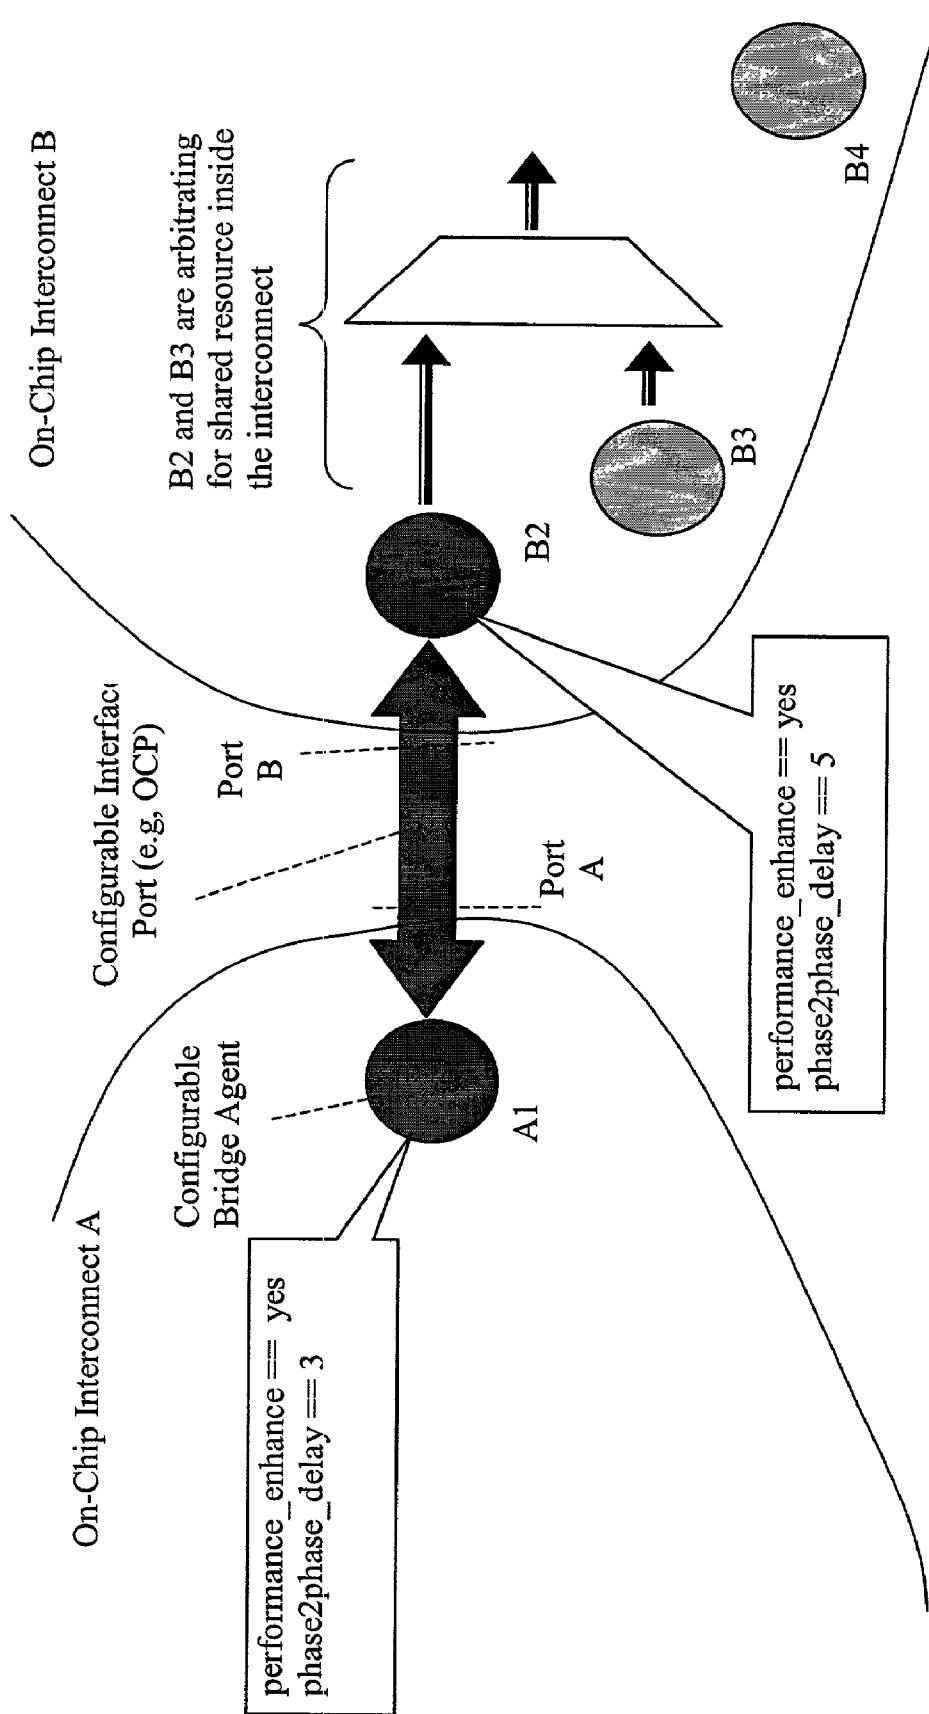 On-Chip Interconnect A
performance_enhance == yes
phase2phase_delay == 3
Configurable
Bridge Agent
A1
Configurable Interfac
Port (e.g, OCP)
Port
A
Port
B
On-Chip Interconnect B
B2 and B3 are arbitrating
for shared resource inside
the interconnect
B2
B3
B4
performance_enhance == yes
phase2phase_delay == 5